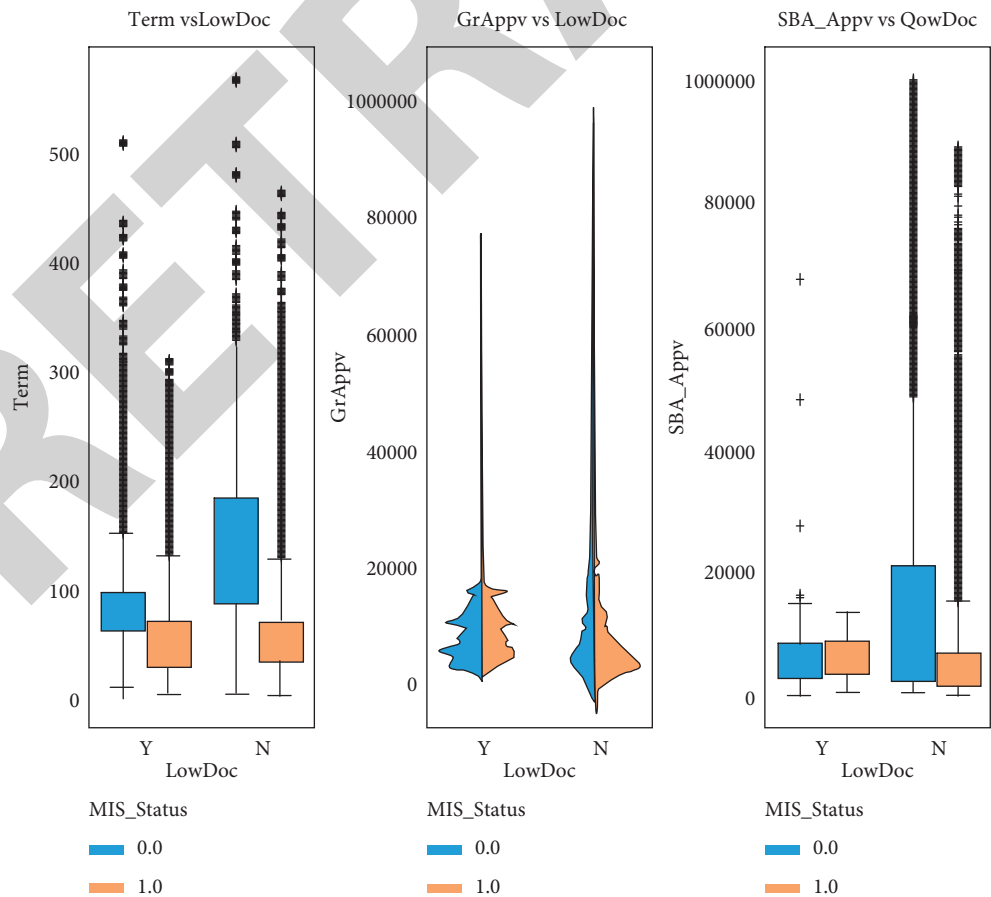 Term vsLowDoc
500
400
300
200
100
0
Term
Y
N
LowDoc
MIS_Status
0.0
1.0
GrAppv vs LowDoc
1000000
80000
60000
40000
20000
0
GrAppv
Y
N
LowDoc
MIS_Status
0.0
1.0
SBA_Appv vs QowDoc
1000000
80000
60000
40000
20000
0
SBA_Appv
Y
N
LowDoc
MIS_Status
0.0
1.0
RETRA